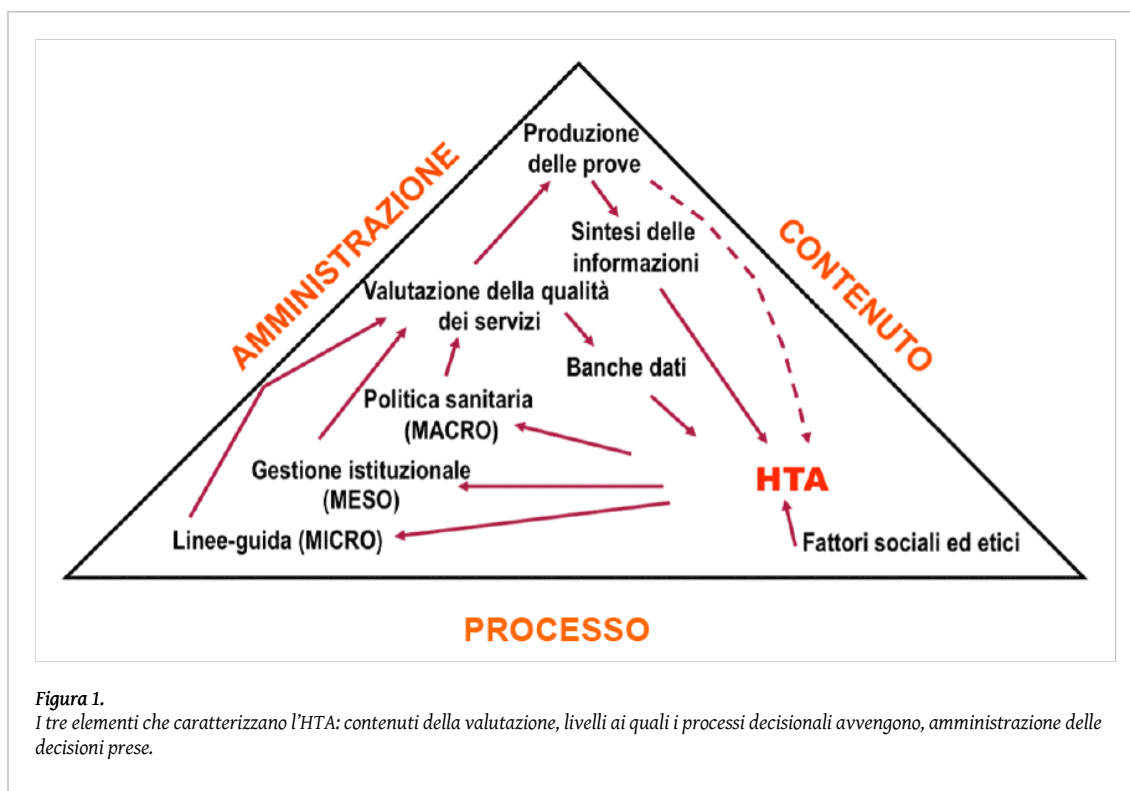 Produzione
delle prove
AMMINISTRAZIONE
CONTENUTO
Sintesi delle
informazioni
Valutazione della qualità
dei servizi
Banche dati
Politica sanitaria
(MACRO)
Gestione istituzionale
(MESO)
HTA
Linee-guida (MICRO)
Fattori sociali ed etici
PROCESSO
Figura 1.
I tre elementi che caratterizzano l’HTA: contenuti della valutazione, livelli ai quali i processi decisionali avvengono, amministrazione delle
decisioni prese.